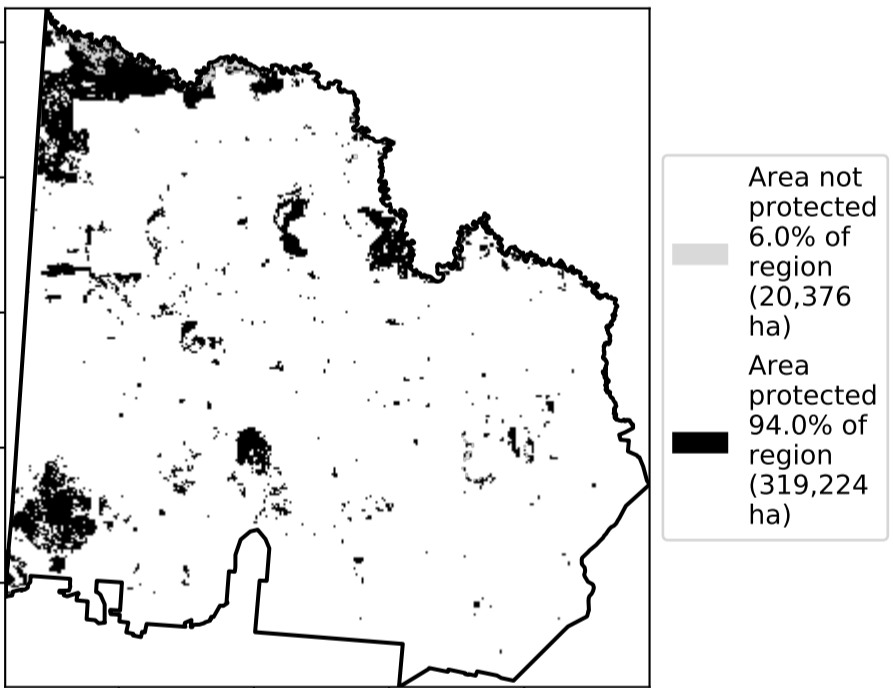 Area not
protected
6.0% of
region
(20,376
ha)
Area
protected
94.0% of
region
(319,224
ha)